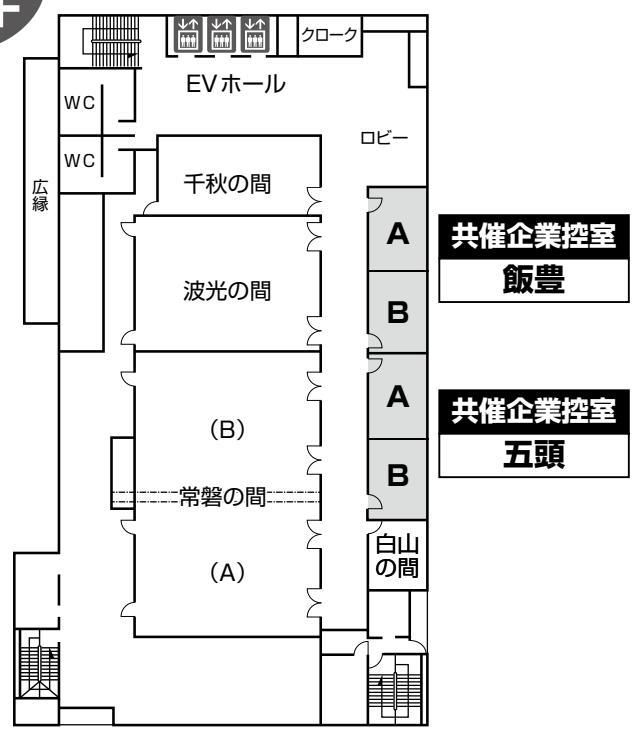 クローク
EVホール
WC
ロビー
WC
千秋の間
広縁
A
共催企業控室
飯豊
波光の間
B
A
共催企業控室
五頭
(B)
B
常磐の間
白山
の間
(A)